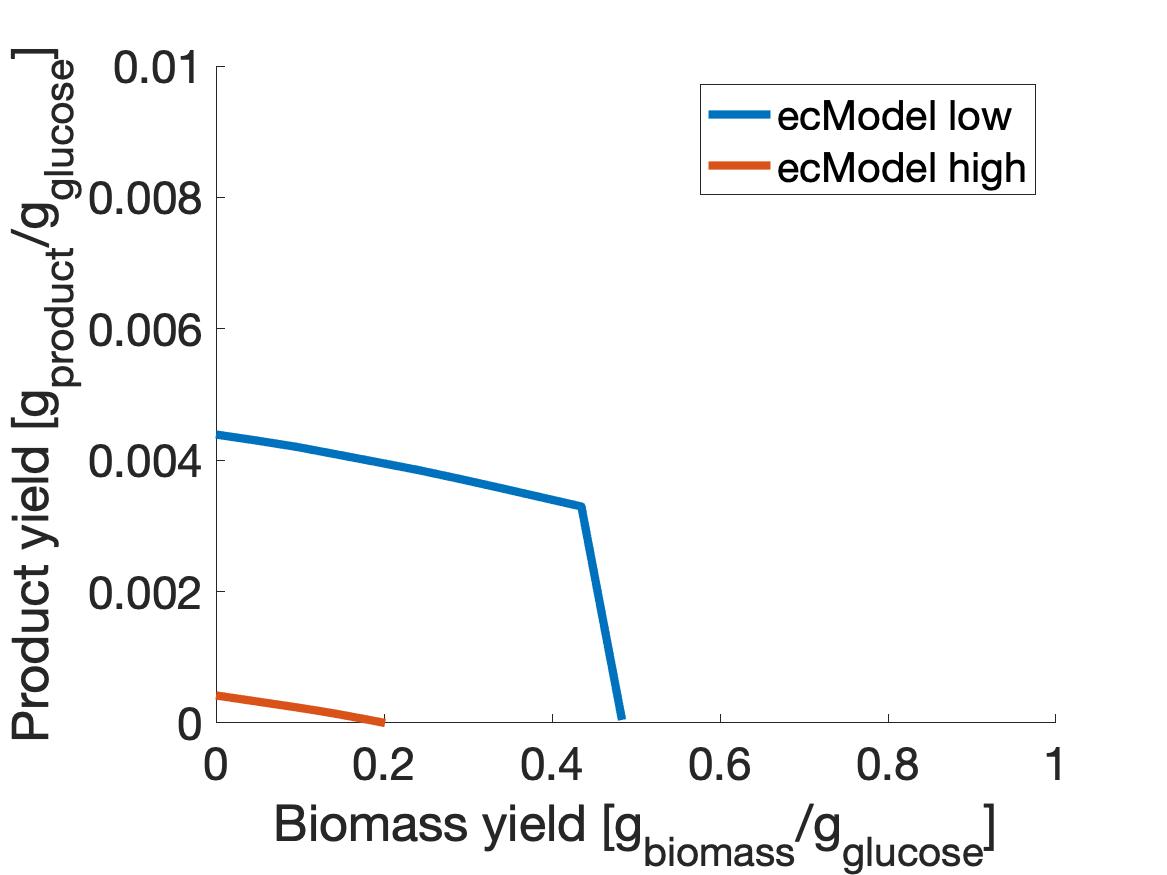 Product yield [gproduct/gglucose]
0.01
0.008
0.006
0.004
0.002
0
0 0.2 0.4 0.6 0.8 1
Biomass yield [gbiomass/gglucose]
ecModel low
ecModel high